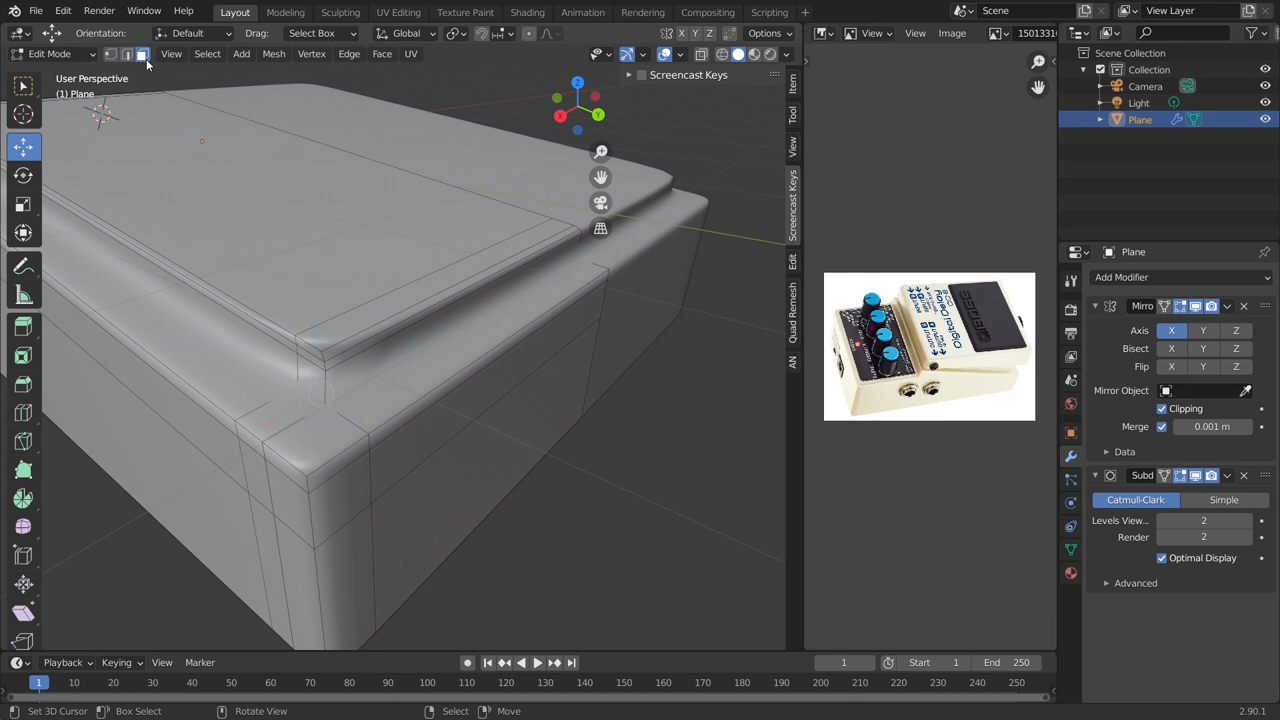 File Edit Render Window Help Layout Modeling Sculpting UV Editing Texture Paint Shading Animation Rendering Compositing Scripting + Scene View Layer
Orientation: Default Drag: Select Box Global X Y Z Options View View Image 1501331
Edit Mode View Select Add Mesh Vertex Edge Face UV
User Perspective
(1) Plane
Screencast Keys
Z
X
Y
Item
Tool
View
Screencast Keys
Edit
Quad Remesh
AN
Digital Delay
BOSS
Scene Collection
Collection
Camera
Light
Plane
Plane
Add Modifier
Mirro
Axis X Y Z
Bisect X Y Z
Flip X Y Z
Mirror Object
Clipping
Merge 0.001 m
Data
Subd
Catmull-Clark Simple
Levels View... 2
Render 2
Optimal Display
Advanced
Playback Keying View Marker 1 Start 1 End 250
1 10 20 30 40 50 60 70 80 90 100 110 120 130 140 150 160 170 180 190 200 210 220 230 240 250
Set 3D Cursor Box Select Rotate View Select Move 2.90.1